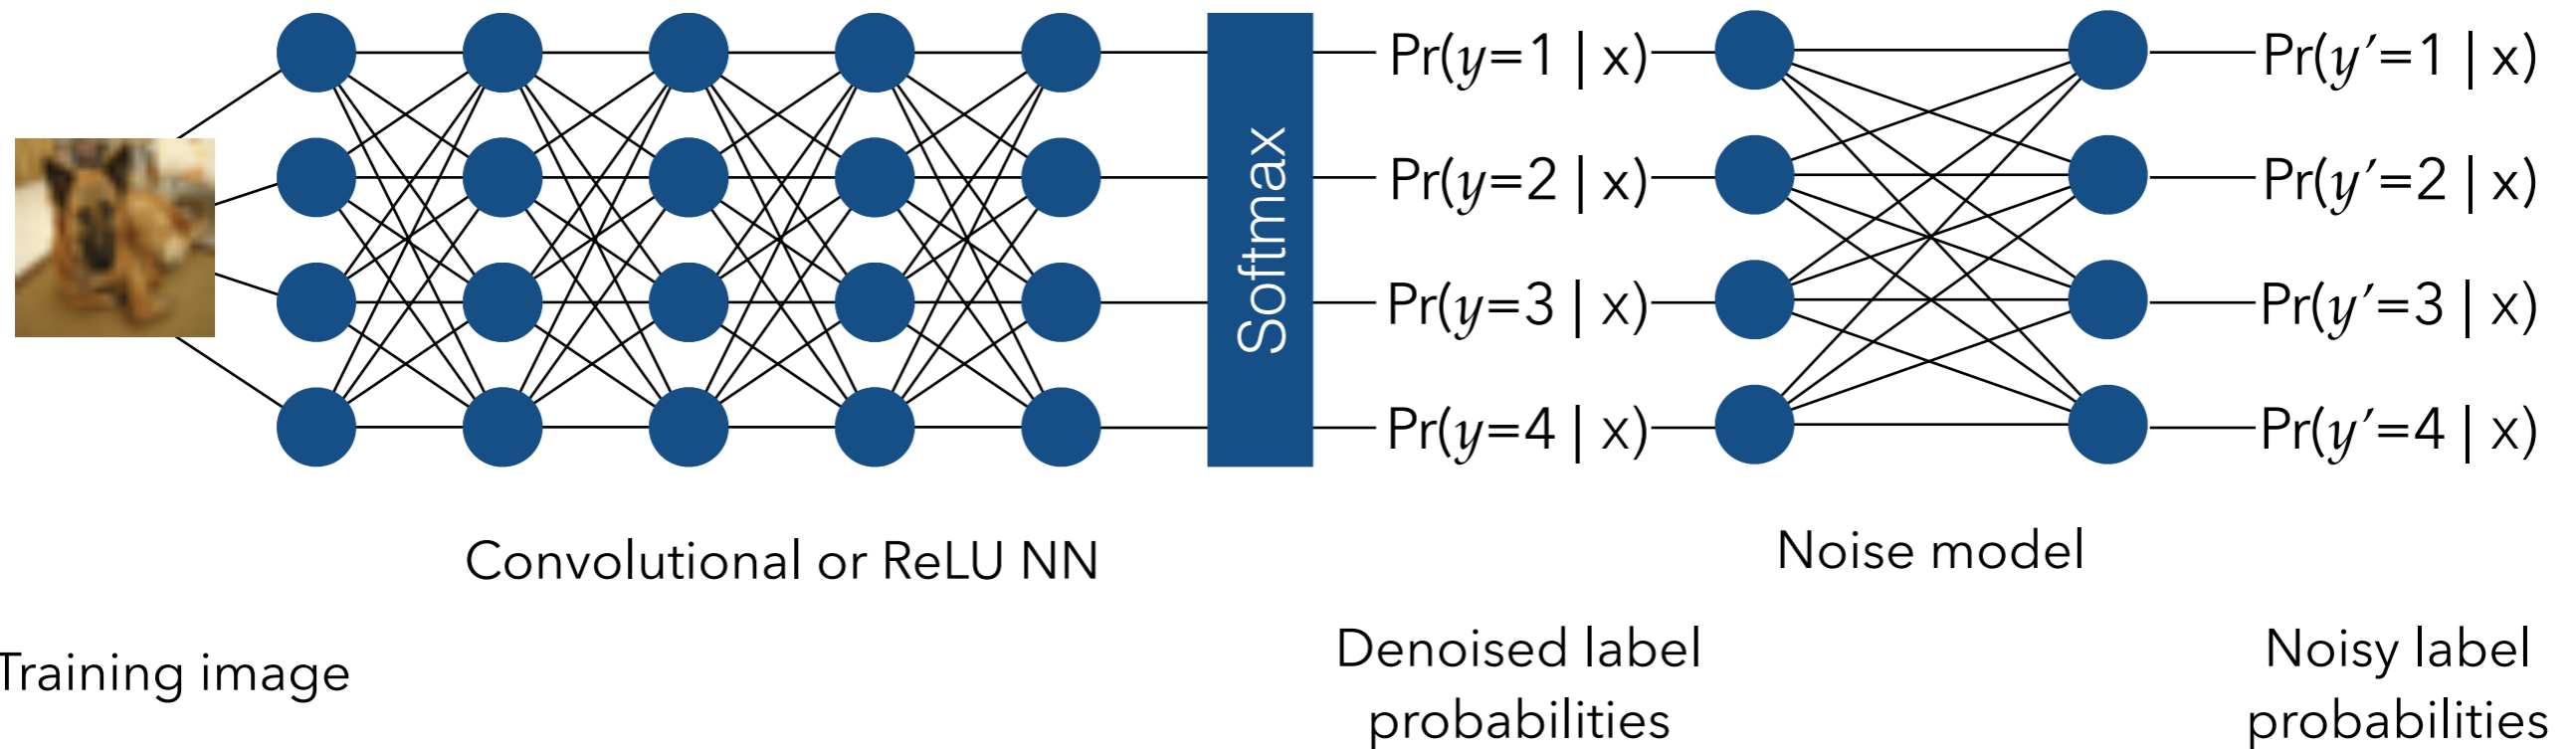 Softmax
Pr(y=1 | x)
Pr(y=2 | x)
Pr(y=3 | x)
Pr(y=4 | x)
Pr(y′=1 | x)
Pr(y′=2 | x)
Pr(y′=3 | x)
Pr(y′=4 | x)
Convolutional or ReLU NN
Noise model
Training image
Denoised label
probabilities
Noisy label
probabilities